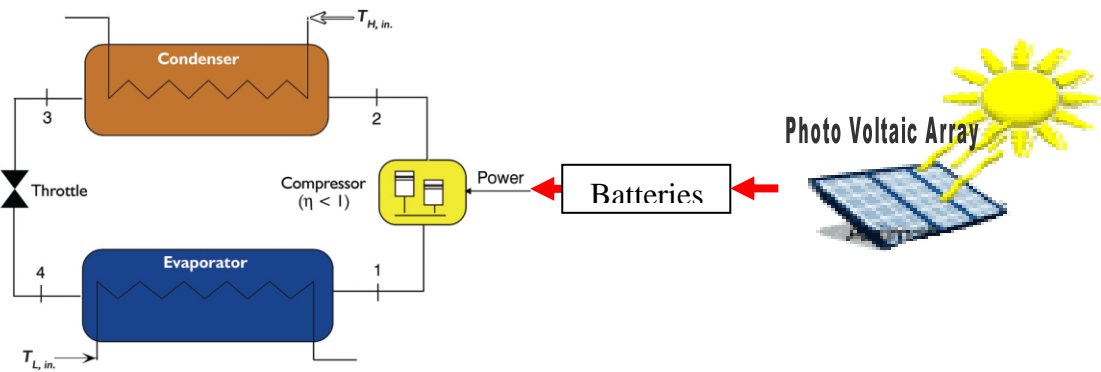 T_H, in.
Condenser
3
2
Throttle
Compressor
(η < 1)
Power
Batteries
Photo Voltaic Array
Evaporator
4
1
T_L, in.